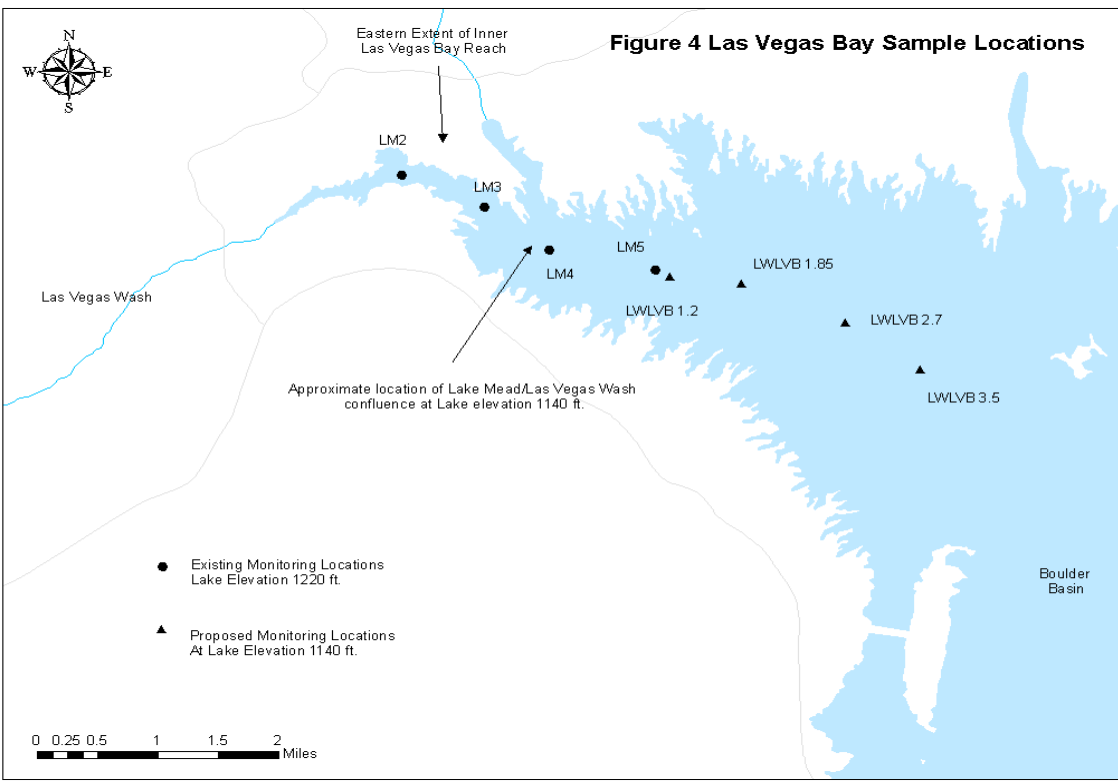 N
W E
S
Eastern Extent of Inner
Las Vegas Bay Reach
Figure 4 Las Vegas Bay Sample Locations
LM2
LM3
LM4
LM5
LWLVB 1.85
LWLVB 1.2
LWLVB 2.7
LWLVB 3.5
Las Vegas Wash
Approximate location of Lake Mead/Las Vegas Wash
confluence at Lake elevation 1140 ft.
Existing Monitoring Locations
Lake Elevation 1220 ft.
Proposed Monitoring Locations
At Lake Elevation 1140 ft.
Boulder
Basin
0 0.25 0.5 1 1.5 2
Miles